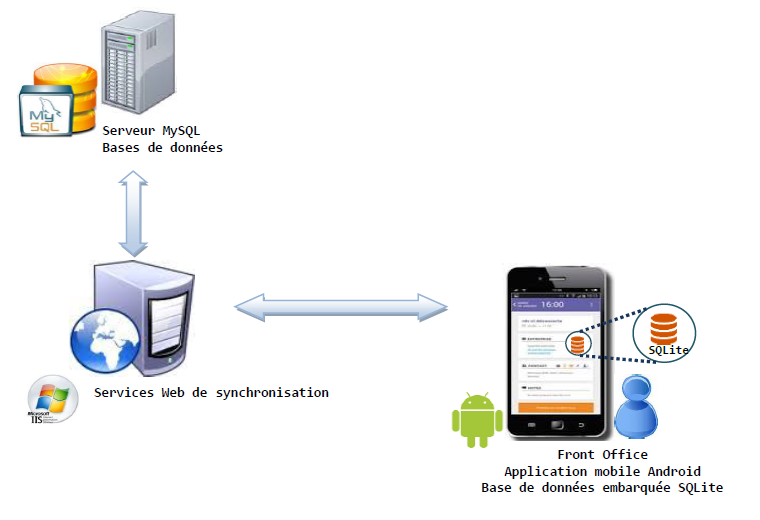 My
SQL
Serveur MySQL
Bases de données
16:00
SQLite
Microsoft
IIS
Services Web de synchronisation
Front Office
Application mobile Android
Base de données embarquée SQLite